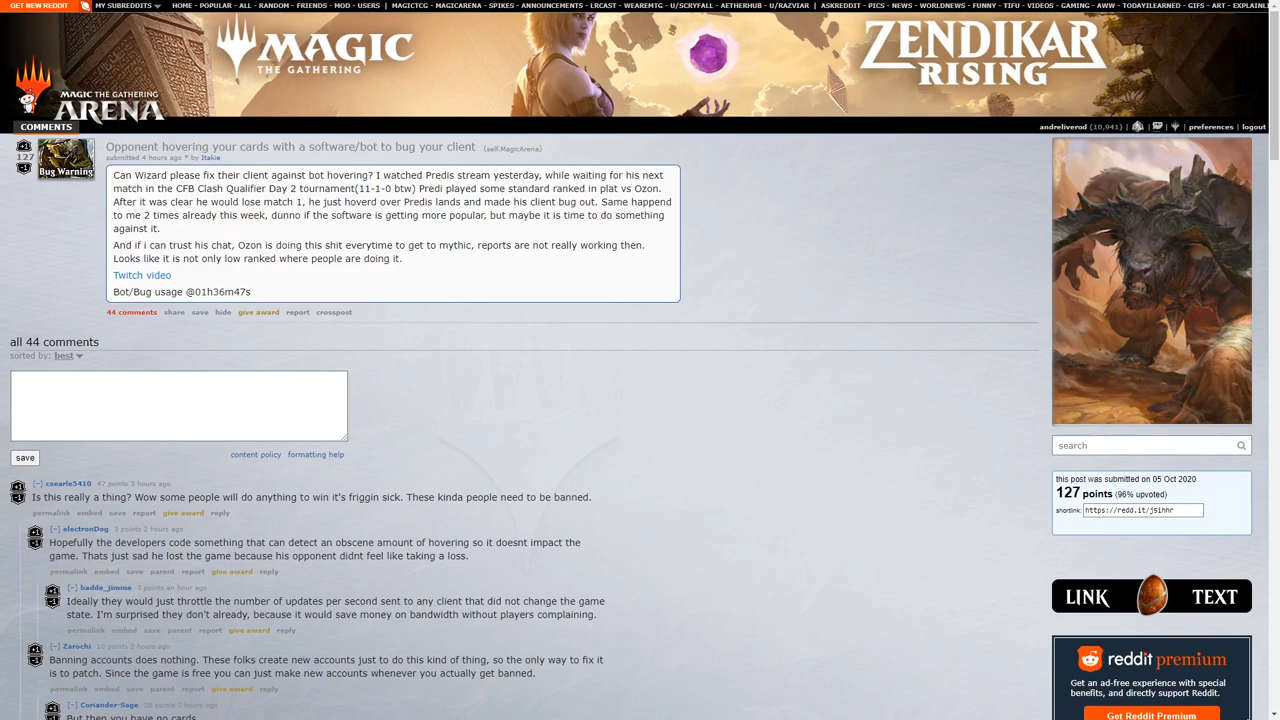 GET NEW REDDIT MY SUBREDDITS HOME - POPULAR - ALL - RANDOM - FRIENDS - MOD - USERS | MAGICTCG - MAGICARENA - SPIKES - ANNOUNCEMENTS - LRCAST - WEAREMTG - U/SCRYFALL - AETHERHUB - U/RAZVIAR | ASKREDDIT - PICS - NEWS - WORLDNEWS - FUNNY - TIFU - VIDEOS - GAMING - AWW - TODAYILEARNED - GIFS - ART - EXPLAINLI
MAGIC
THE GATHERING
ZENDIKAR
RISING
MAGIC THE GATHERING
ARENA
COMMENTS
andreliverod (10,941) | | | | preferences | logout
127
Bug Warning
Opponent hovering your cards with a software/bot to bug your client (self.MagicArena)
submitted 4 hours ago * by Itakie
Can Wizard please fix their client against bot hovering? I watched Predis stream yesterday, while waiting for his next
match in the CFB Clash Qualifier Day 2 tournament(11-1-0 btw) Predi played some standard ranked in plat vs Ozon.
After it was clear he would lose match 1, he just hoverd over Predis lands and made his client bug out. Same happend
to me 2 times already this week, dunno if the software is getting more popular, but maybe it is time to do something
against it.
And if i can trust his chat, Ozon is doing this shit everytime to get to mythic, reports are not really working then.
Looks like it is not only low ranked where people are doing it.
Twitch video
Bot/Bug usage @01h36m47s
44 comments share save hide give award report crosspost
all 44 comments
sorted by: best
save
content policy formatting help
[–] csearle5410 47 points 3 hours ago
Is this really a thing? Wow some people will do anything to win it's friggin sick. These kinda people need to be banned.
permalink embed save report give award reply
[–] electronDog 3 points 2 hours ago
Hopefully the developers code something that can detect an obscene amount of hovering so it doesnt impact the
game. Thats just sad he lost the game because his opponent didnt feel like taking a loss.
permalink embed save parent report give award reply
[–] badde_jimme 3 points an hour ago
Ideally they would just throttle the number of updates per second sent to any client that did not change the game
state. I'm surprised they don't already, because it would save money on bandwidth without players complaining.
permalink embed save parent report give award reply
[–] Zarochi 10 points 2 hours ago
Banning accounts does nothing. These folks create new accounts just to do this kind of thing, so the only way to fix it
is to patch. Since the game is free you can just make new accounts whenever you actually get banned.
permalink embed save parent report give award reply
[–] Coriander-Sage 26 points 2 hours ago
But then you have no cards
search
this post was submitted on 05 Oct 2020
127 points (96% upvoted)
shortlink: https://redd.it/j5ihhr
LINK TEXT
reddit premium
Get an ad-free experience with special
benefits, and directly support Reddit.
Get Reddit Premium